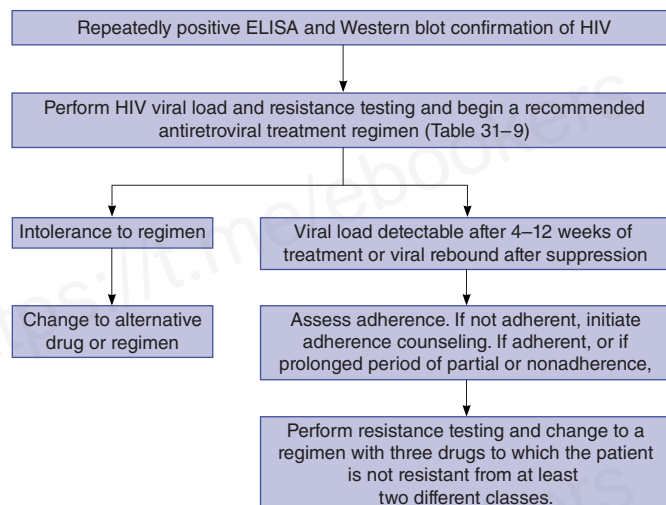 Repeatedly positive ELISA and Western blot confirmation of HIV
Perform HIV viral load and resistance testing and begin a recommended
antiretroviral treatment regimen (Table 31–9)
Intolerance to regimen
Change to alternative
drug or regimen
Viral load detectable after 4–12 weeks of
treatment or viral rebound after suppression
Assess adherence. If not adherent, initiate
adherence counseling. If adherent, or if
prolonged period of partial or nonadherence,
Perform resistance testing and change to a
regimen with three drugs to which the patient
is not resistant from at least
two different classes.
https://t.me/ebookers